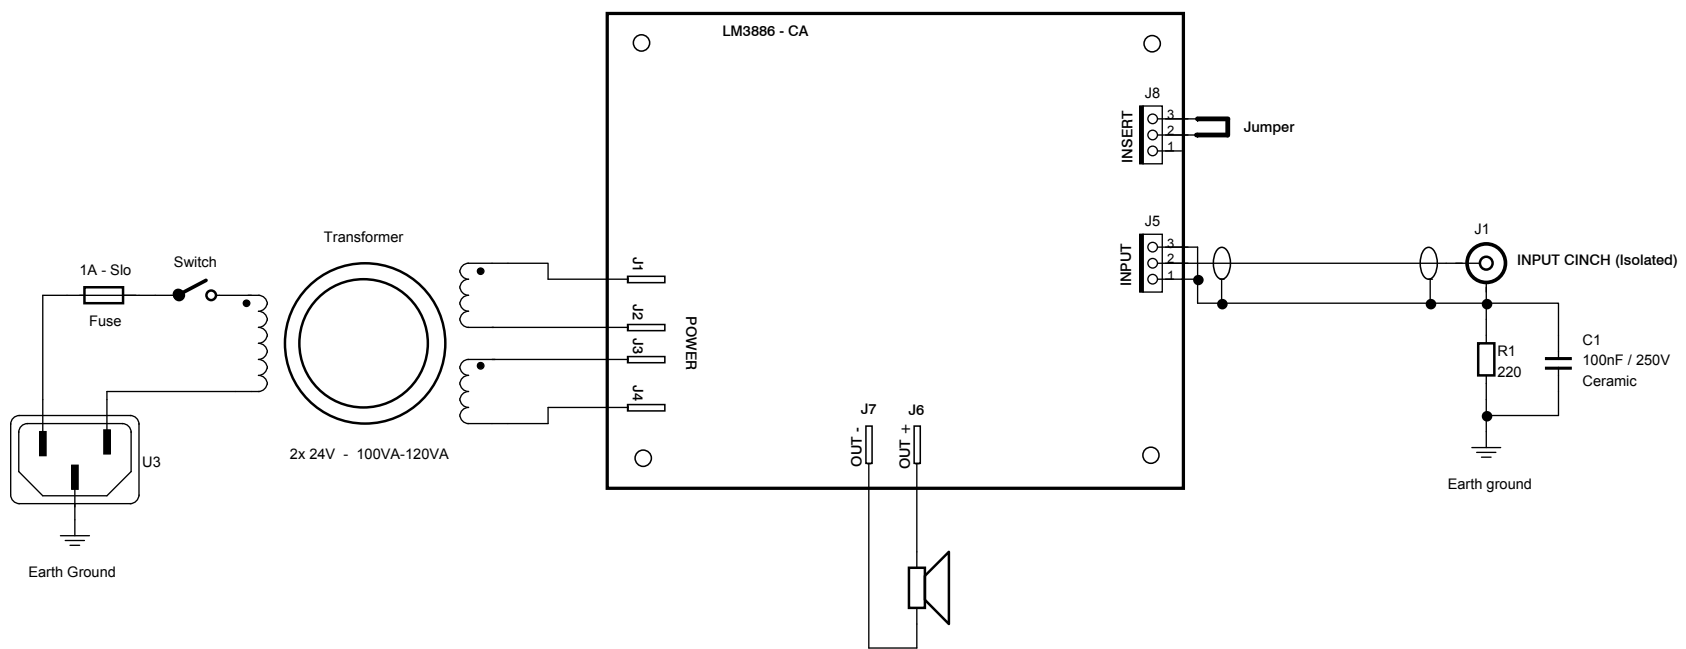 LM3886 - CA
J8
INSERT
3
2
1
Jumper
J5
INPUT
3
2
1
J1
INPUT CINCH (Isolated)
Transformer
Switch
1A - Slo
Fuse
J1
J2
J3
J4
POWER
R1
220
C1
100nF / 250V
Ceramic
J7
J6
OUT -
OUT +
2x 24V - 100VA-120VA
U3
Earth ground
Earth Ground